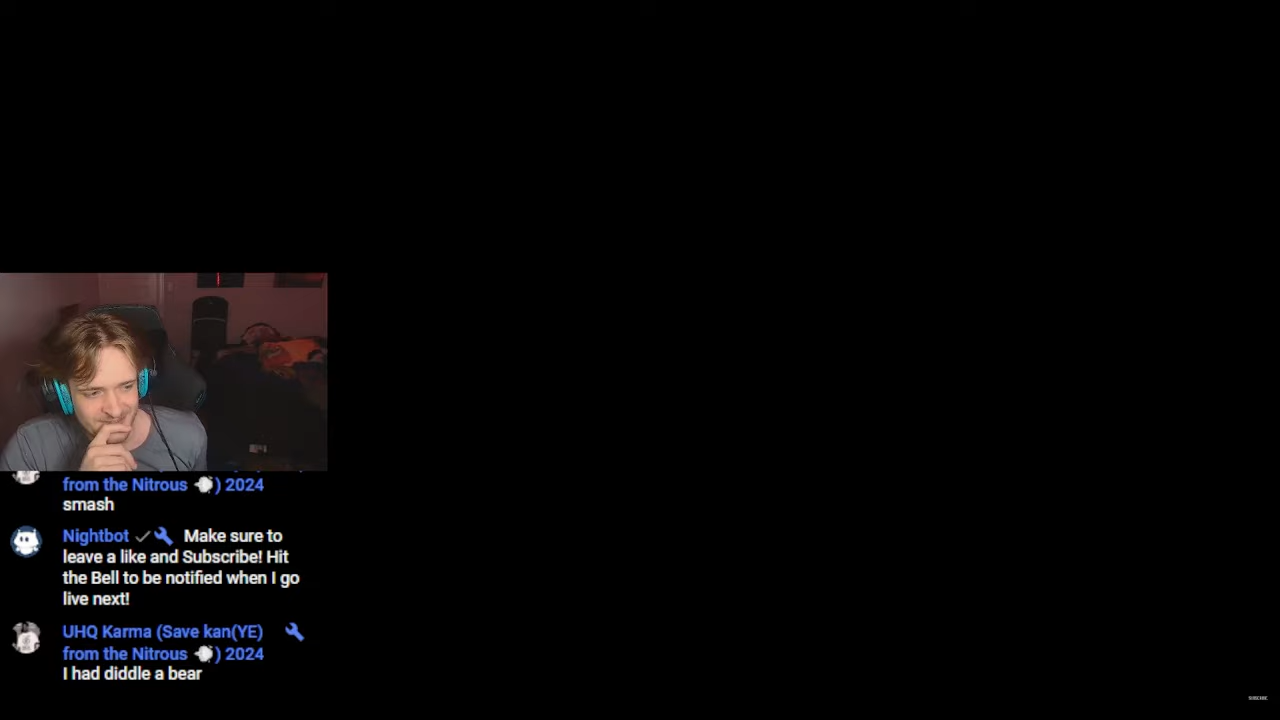 from the Nitrous 💨) 2024
smash
Nightbot Make sure to
leave a like and Subscribe! Hit
the Bell to be notified when I go
live next!
UHQ Karma (Save kan(YE)
from the Nitrous 💨) 2024
I had diddle a bear
SUBSCRIBE